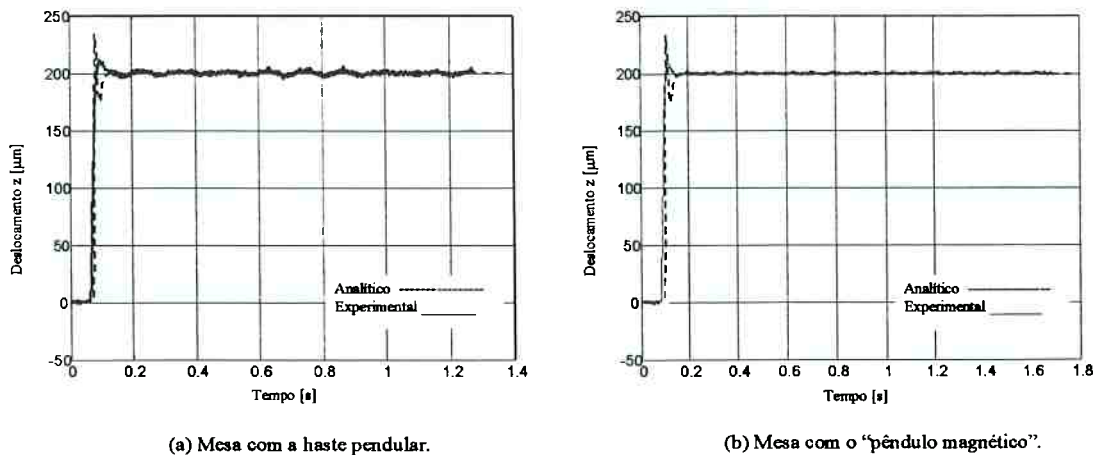 250
200
150
100
50
0
-50
Deslocamento z [µm]
Analítico
Experimental
0 0.2 0.4 0.6 0.8 1.0 1.2 1.4
Tempo [s]
(a) Mesa com a haste pendular.
250
200
150
100
50
0
-50
Deslocamento z [µm]
Analítico
Experimental
0 0.2 0.4 0.6 0.8 1.0 1.2 1.4 1.6 1.8
Tempo [s]
(b) Mesa com o “pêndulo magnético”.